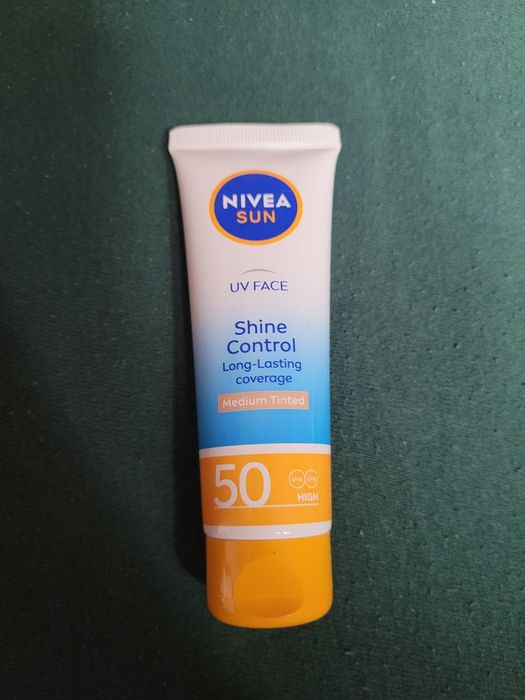 NIVEA
SUN
UV FACE
Shine
Control
Long-Lasting
coverage
Medium Tinted
50
UVA UVB
HIGH